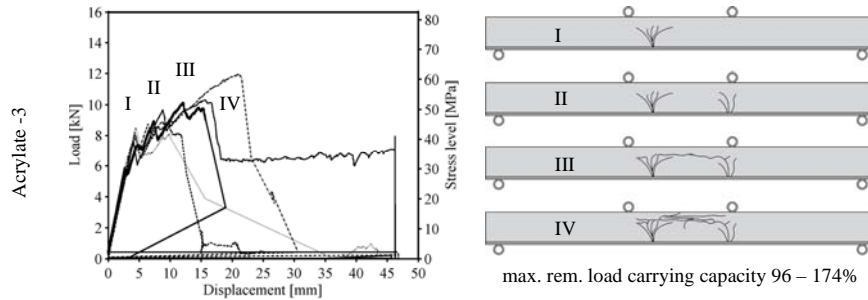 Acrylate -3
Load [kN]
16
14
12
10
8
6
4
2
0
I
II
III
IV
0 5 10 15 20 25 30 35 40 45 50
Displacement [mm]
80
70
60
50
40
30
20
10
0
Stress level [MPa]
I
II
III
IV
max. rem. load carrying capacity 96 – 174%